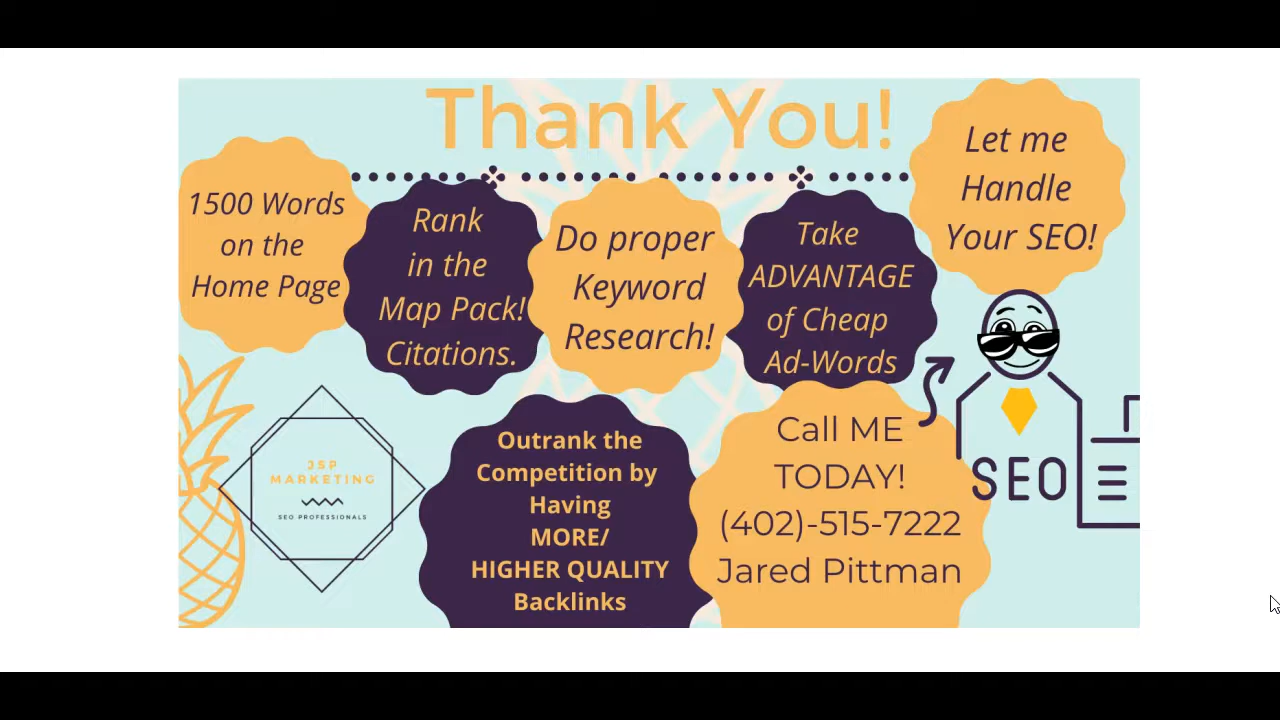 Thank You!
Let me
Handle
Your SEO!
1500 Words
on the
Home Page
Rank
in the
Map Pack!
Citations.
Do proper
Keyword
Research!
Take
ADVANTAGE
of Cheap
Ad-Words
JSP
MARKETING
SEO PROFESSIONALS
Outrank the
Competition by
Having
MORE/
HIGHER QUALITY
Backlinks
Call ME
TODAY!
(402)-515-7222
Jared Pittman
SEO